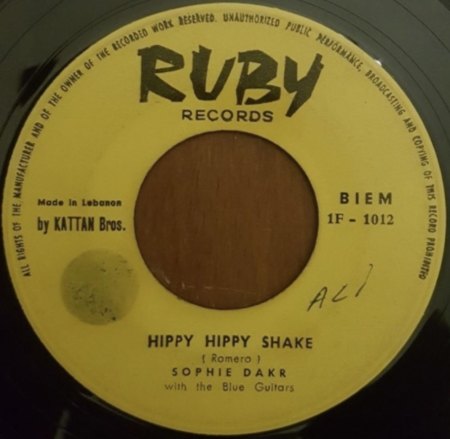 ALL RIGHTS OF THE MANUFACTURER AND OF THE OWNER OF THE RECORDED WORK RESERVED. UNAUTHORIZED PUBLIC PERFORMANCE, BROADCASTING AND COPYING OF THIS RECORD PROHIBITED
RUBY
RECORDS
Made in Lebanon
by KATTAN Bros.
BIEM
1F - 1012
HIPPY HIPPY SHAKE
( Romero )
SOPHIE DAKR
with the Blue Guitars